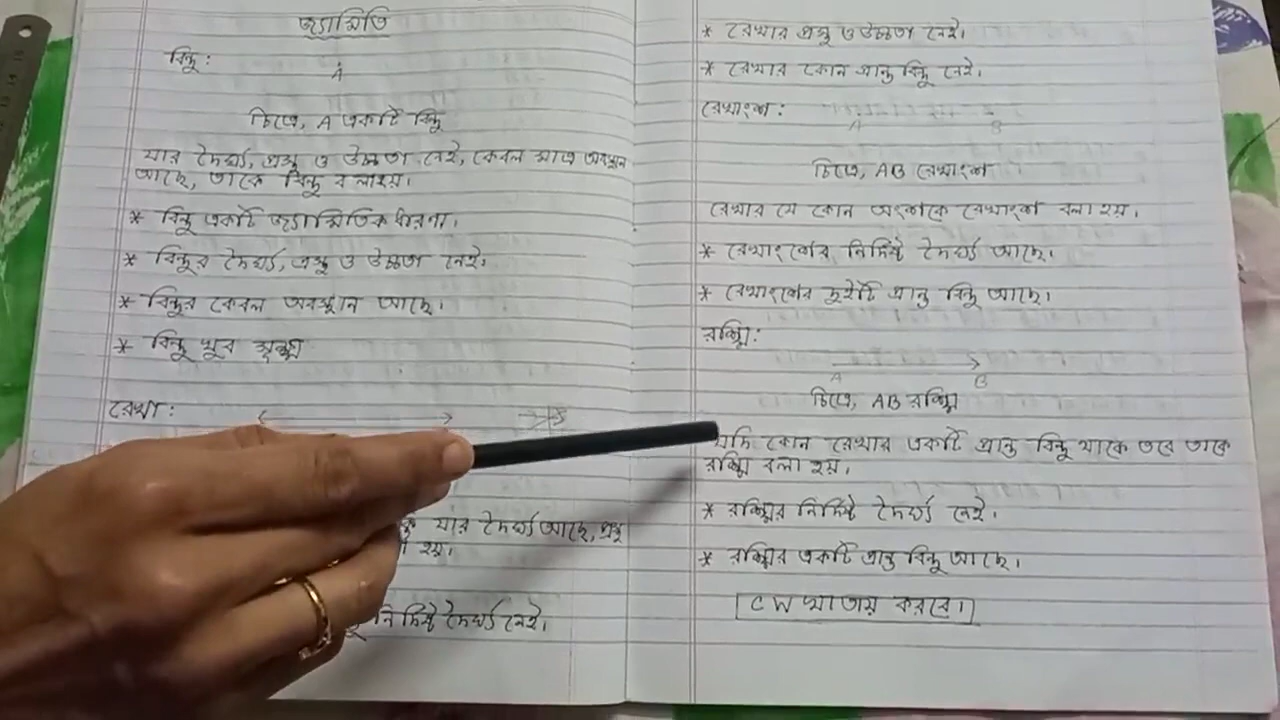 জ্যামিতি
বিন্দু:
A
চিত্রে, A একটি বিন্দু
যার দৈর্ঘ্য, প্রস্থ ও উচ্চতা নেই, কেবল মাত্র অবস্থান
আছে, তাকে বিন্দু বলা হয়।
* বিন্দু একটি জ্যামিতিক ধারণা।
* বিন্দুর দৈর্ঘ্য, প্রস্থ ও উচ্চতা নেই।
* বিন্দুর কেবল অবস্থান আছে।
* বিন্দু খুব সূক্ষ্ম
রেখা:
যার দৈর্ঘ্য আছে, প্রস্থ
হয়।
নির্দিষ্ট দৈর্ঘ্য নেই।
* রেখার প্রস্থ ও উচ্চতা নেই।
* রেখার কোন প্রান্ত বিন্দু নেই।
রেখাংশ:
A B
চিত্রে, AB রেখাংশ
রেখার যে কোন অংশকে রেখাংশ বলা হয়।
* রেখাংশের নির্দিষ্ট দৈর্ঘ্য আছে।
* রেখাংশের দুইটি প্রান্ত বিন্দু আছে।
রশ্মি:
A B
চিত্রে, AB রশ্মি
যদি কোন রেখার একটি প্রান্ত বিন্দু থাকে তবে তাকে
রশ্মি বলা হয়।
* রশ্মির নির্দিষ্ট দৈর্ঘ্য নেই।
* রশ্মির একটি প্রান্ত বিন্দু আছে।
CW খাতায় করবে।